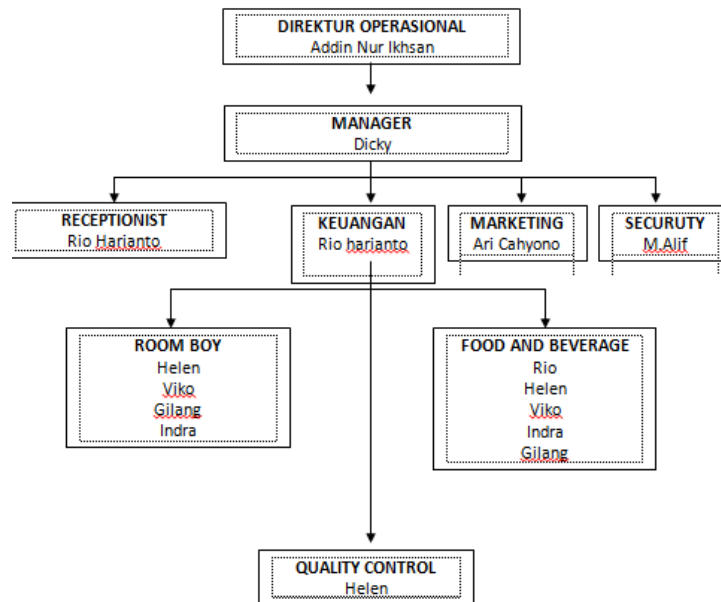 DIREKTUR OPERASIONAL
Addin Nur Ikhsan
MANAGER
Dicky
RECEPTIONIST
Rio Harianto
KEUANGAN
Rio harianto
MARKETING
Ari Cahyono
SECURUTY
M.Alif
ROOM BOY
Helen
Viko
Gilang
Indra
FOOD AND BEVERAGE
Rio
Helen
Viko
Indra
Gilang
QUALITY CONTROL
Helen